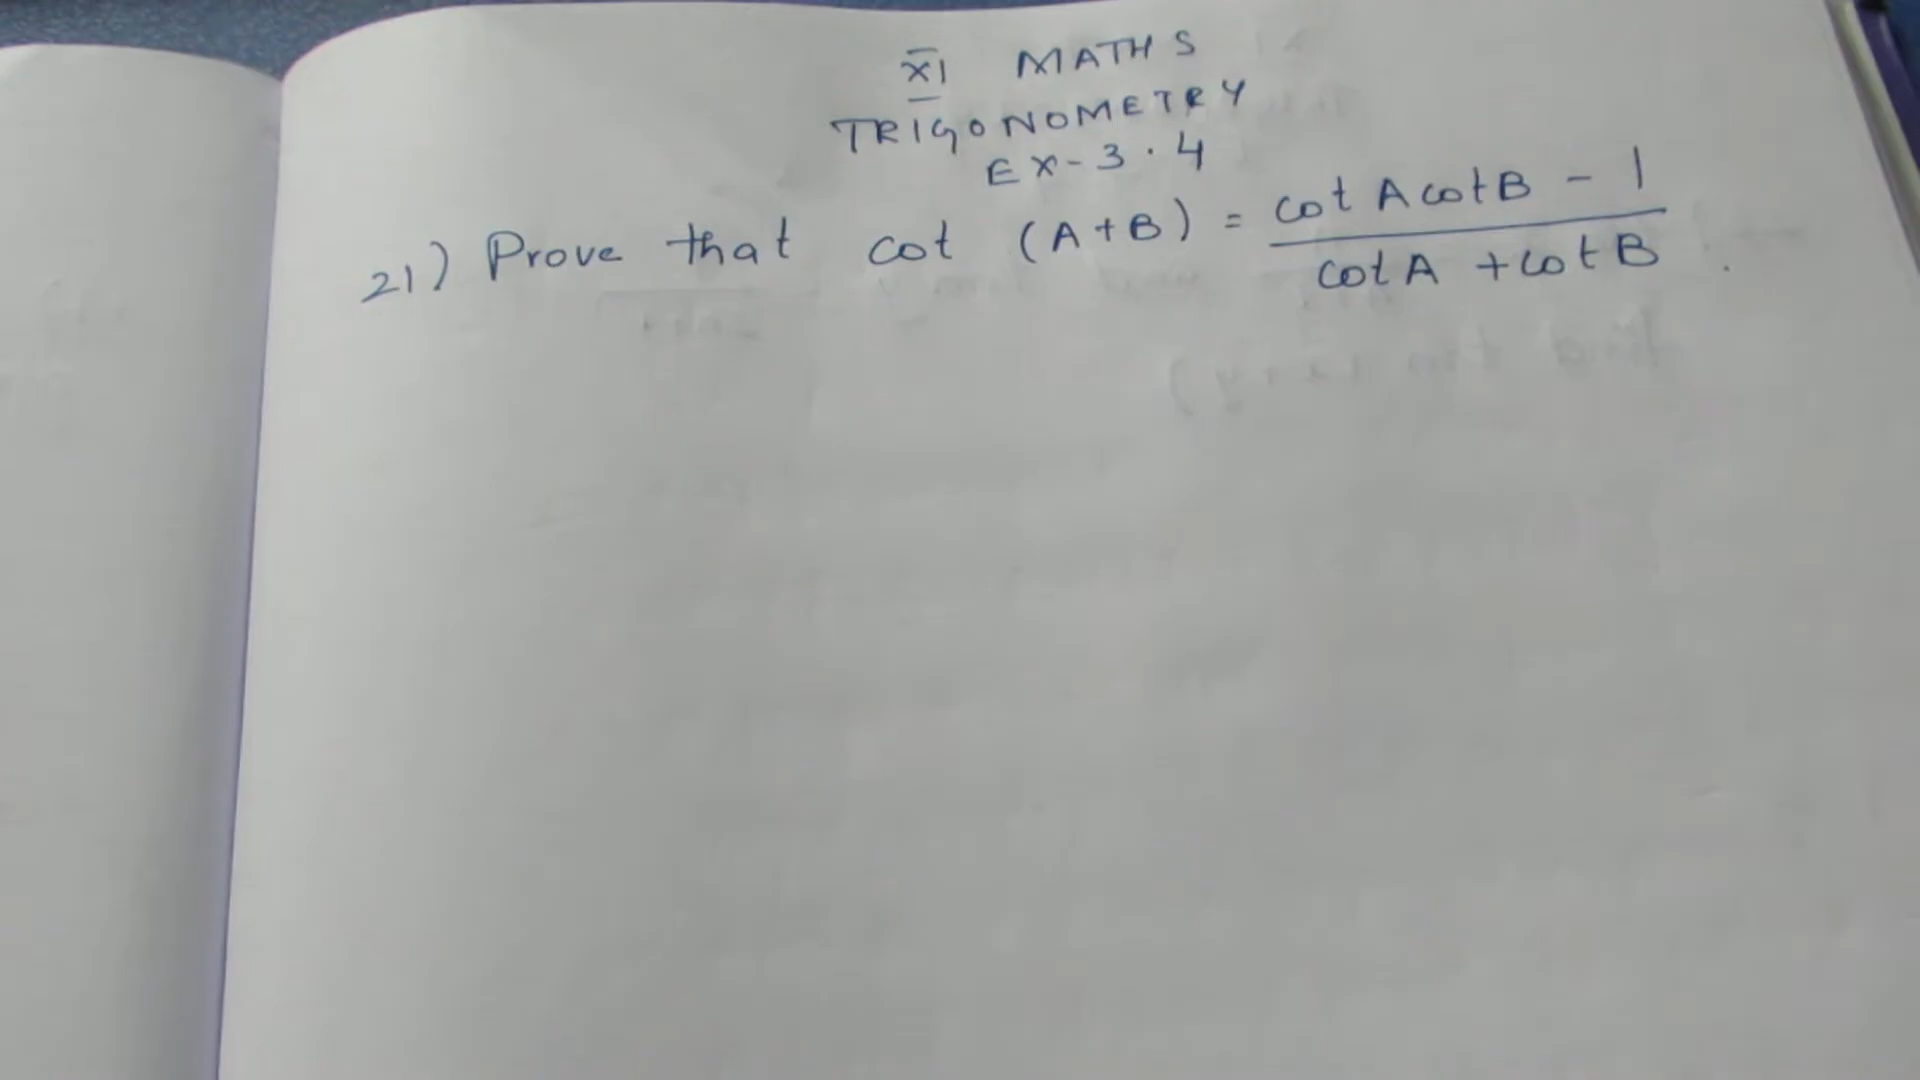 XI MATHS
TRIGONOMETRY
EX-3.4
21) Prove that cot (A+B) = cot A cot B - 1 / cot A + cot B .